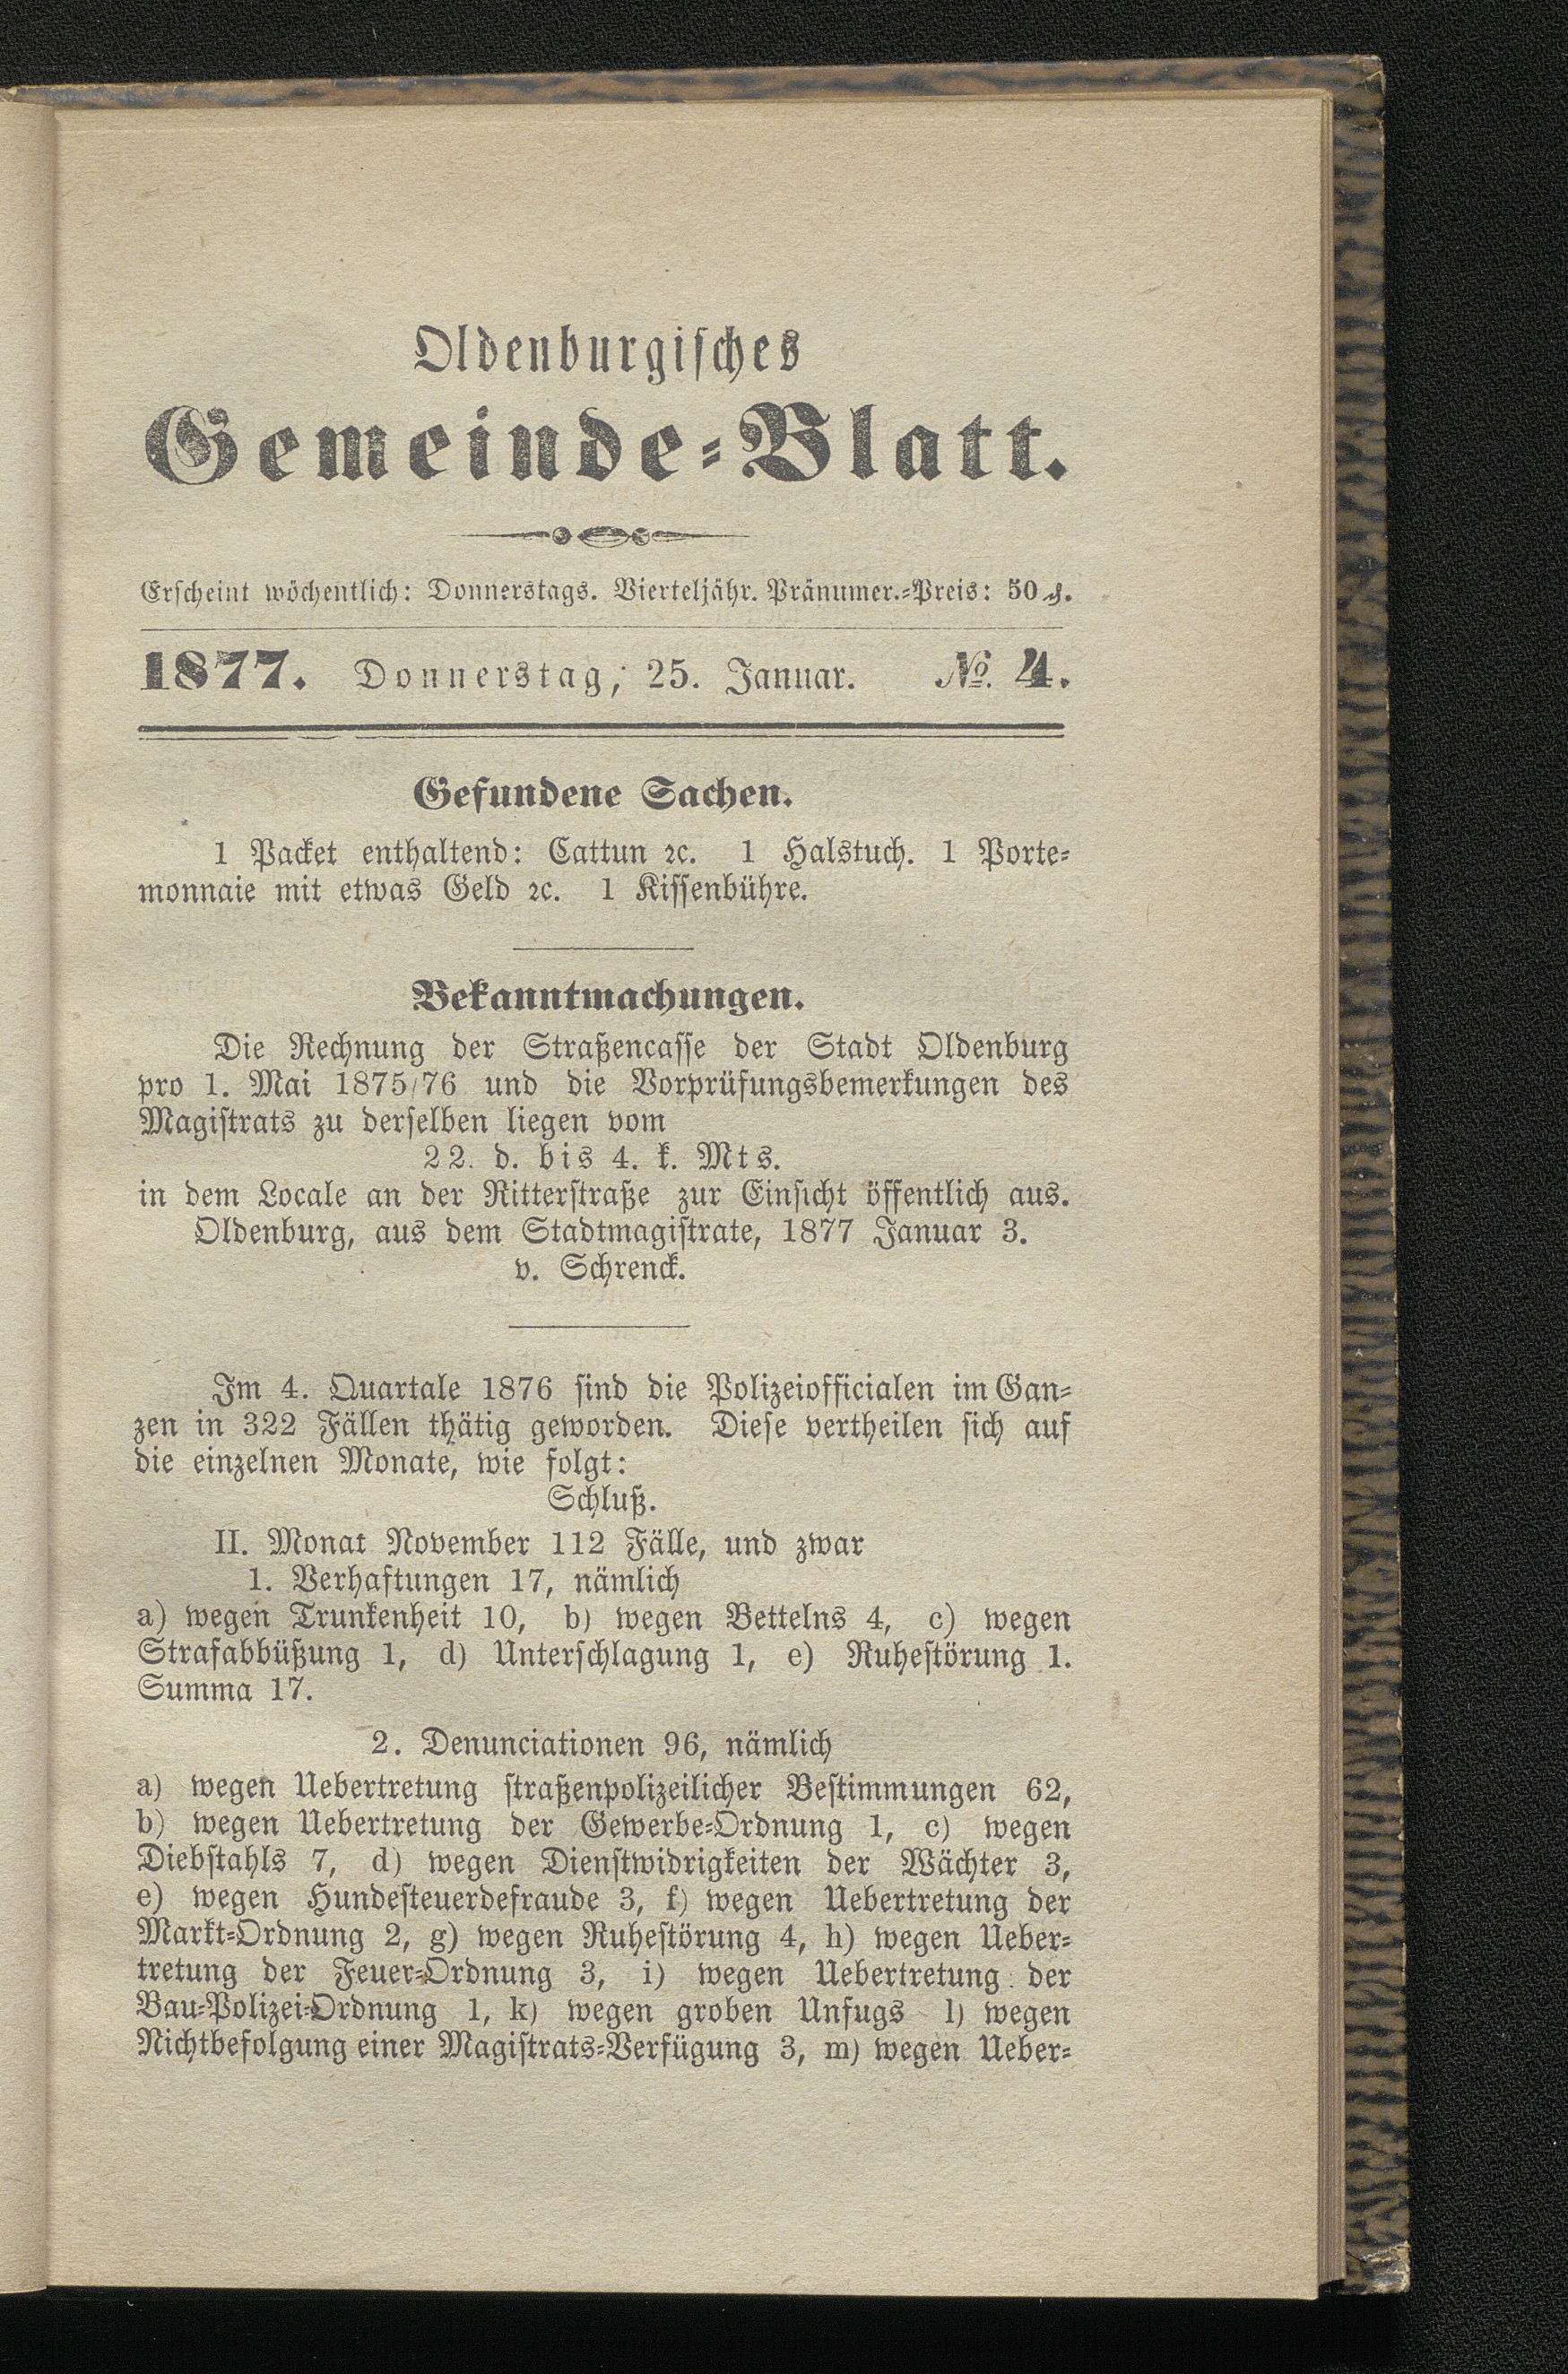 Oldenburgisches
Gemeinde-Blatt.
Erscheint wöchentlich: Donnerstags. Vierteljähr. Pränumer.-Preis: 50 ₰.
1877. Donnerstag, 25. Januar. № 4.
Gefundene Sachen.
1 Packet enthaltend: Cattun ꝛc. 1 Halstuch. 1 Porte-
monnaie mit etwas Geld ꝛc. 1 Kissenbühre.
Bekanntmachungen.
Die Rechnung der Straßencasse der Stadt Oldenburg
pro 1. Mai 1875/76 und die Vorprüfungsbemerkungen des
Magistrats zu derselben liegen vom
22. d. bis 4. k. Mts.
in dem Locale an der Ritterstraße zur Einsicht öffentlich aus.
Oldenburg, aus dem Stadtmagistrate, 1877 Januar 3.
v. Schrenck.
Im 4. Quartale 1876 sind die Polizeiofficialen im Gan-
zen in 322 Fällen thätig geworden. Diese vertheilen sich auf
die einzelnen Monate, wie folgt:
Schluß.
II. Monat November 112 Fälle, und zwar
1. Verhaftungen 17, nämlich
a) wegen Trunkenheit 10, b) wegen Bettelns 4, c) wegen
Strafabbüßung 1, d) Unterschlagung 1, e) Ruhestörung 1.
Summa 17.
2. Denunciationen 96, nämlich
a) wegen Uebertretung straßenpolizeilicher Bestimmungen 62,
b) wegen Uebertretung der Gewerbe-Ordnung 1, c) wegen
Diebstahls 7, d) wegen Dienstwidrigkeiten der Wächter 3,
e) wegen Hundesteuerdefraude 3, f) wegen Uebertretung der
Markt-Ordnung 2, g) wegen Ruhestörung 4, h) wegen Ueber-
tretung der Feuer-Ordnung 3, i) wegen Uebertretung der
Bau-Polizei-Ordnung 1, k) wegen groben Unfugs l) wegen
Nichtbefolgung einer Magistrats-Verfügung 3, m) wegen Ueber-